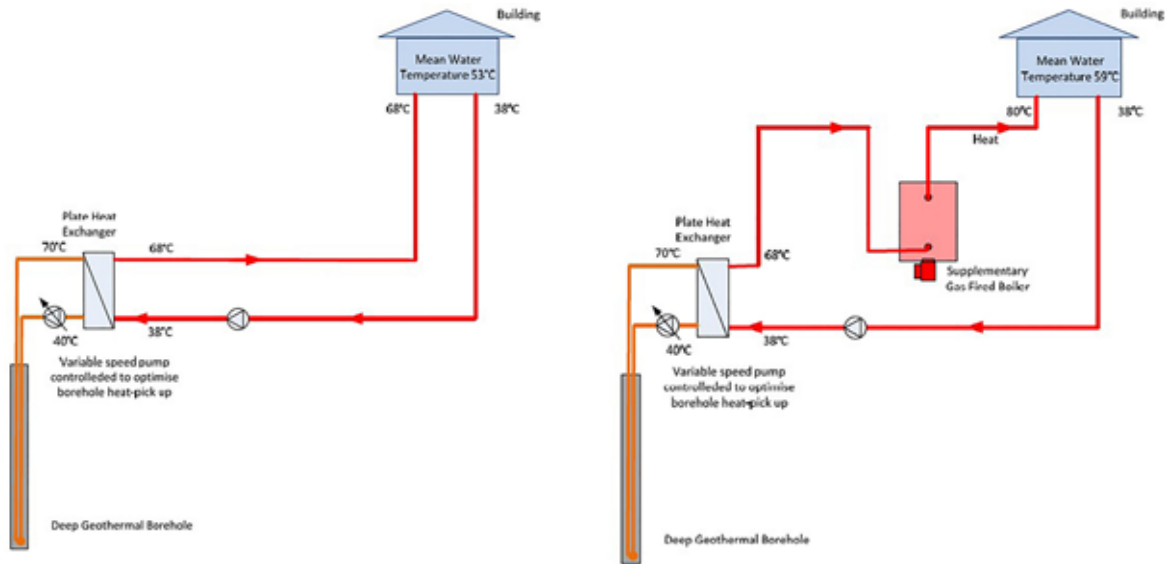 Building
Mean Water
Temperature 53°C
68°C
38°C
Plate Heat
Exchanger
70°C
68°C
40°C
38°C
Variable speed pump
controlleded to optimise
borehole heat-pick up
Deep Geothermal Borehole
Building
Mean Water
Temperature 59°C
80°C
38°C
Heat
Plate Heat
Exchanger
70°C
68°C
Supplementary
Gas Fired Boiler
40°C
38°C
Variable speed pump
controlleded to optimise
borehole heat-pick up
Deep Geothermal Borehole